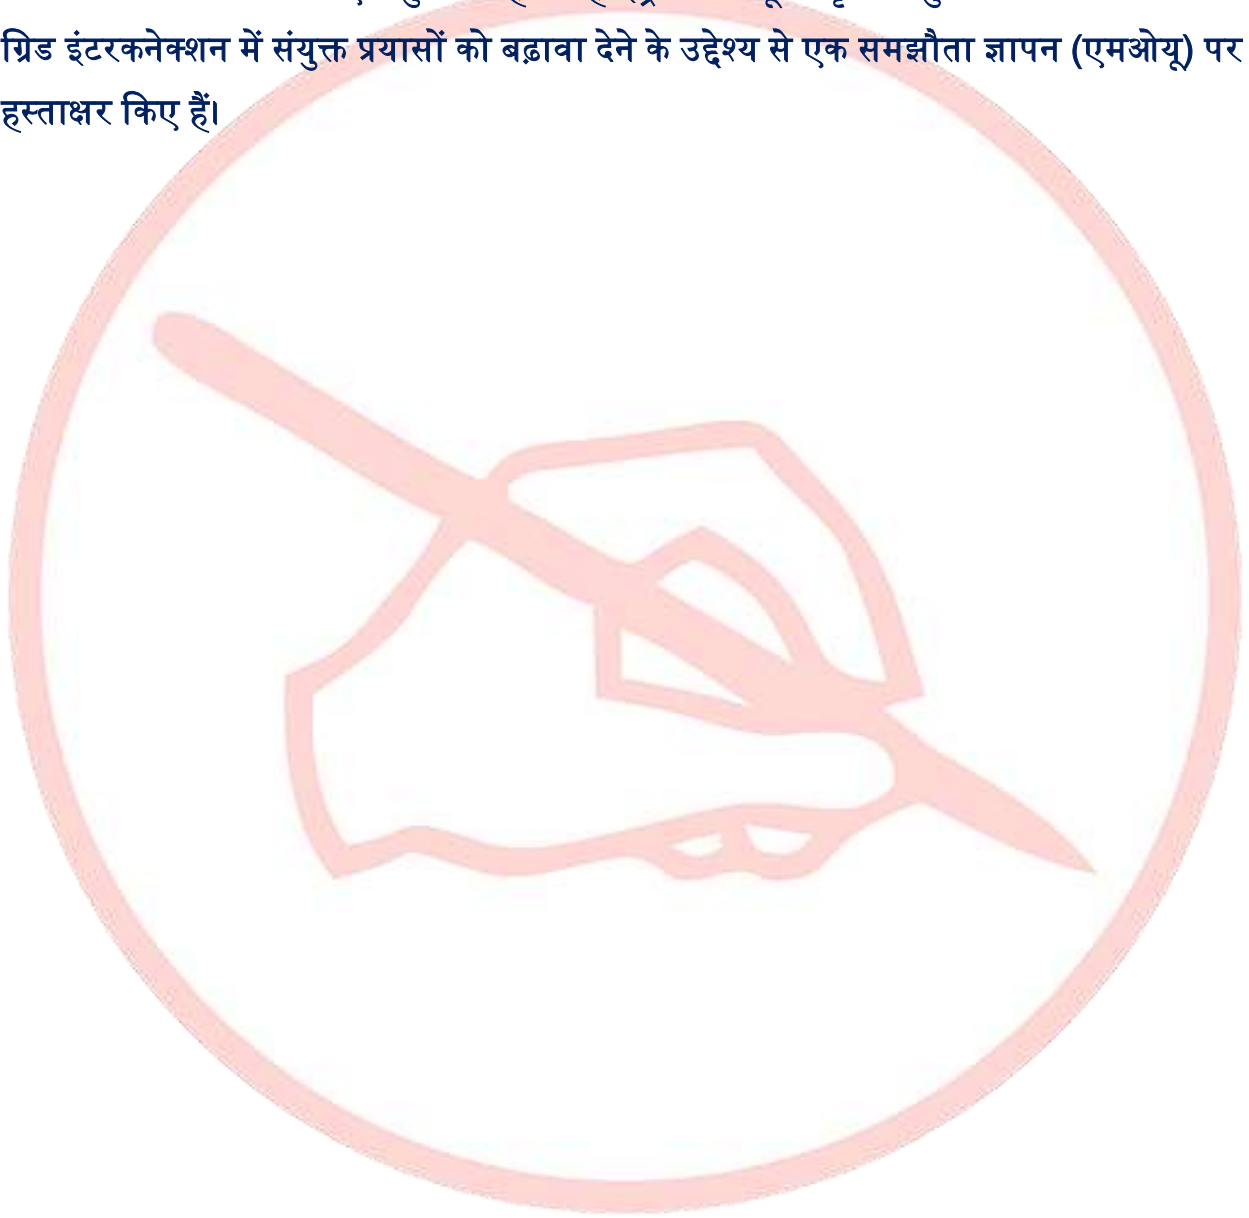 ग्रिड इंटरकनेक्शन में संयुक्त प्रयासों को बढ़ावा देने के उद्देश्य से एक समझौता ज्ञापन (एमओयू) पर
हस्ताक्षर किए हैं।